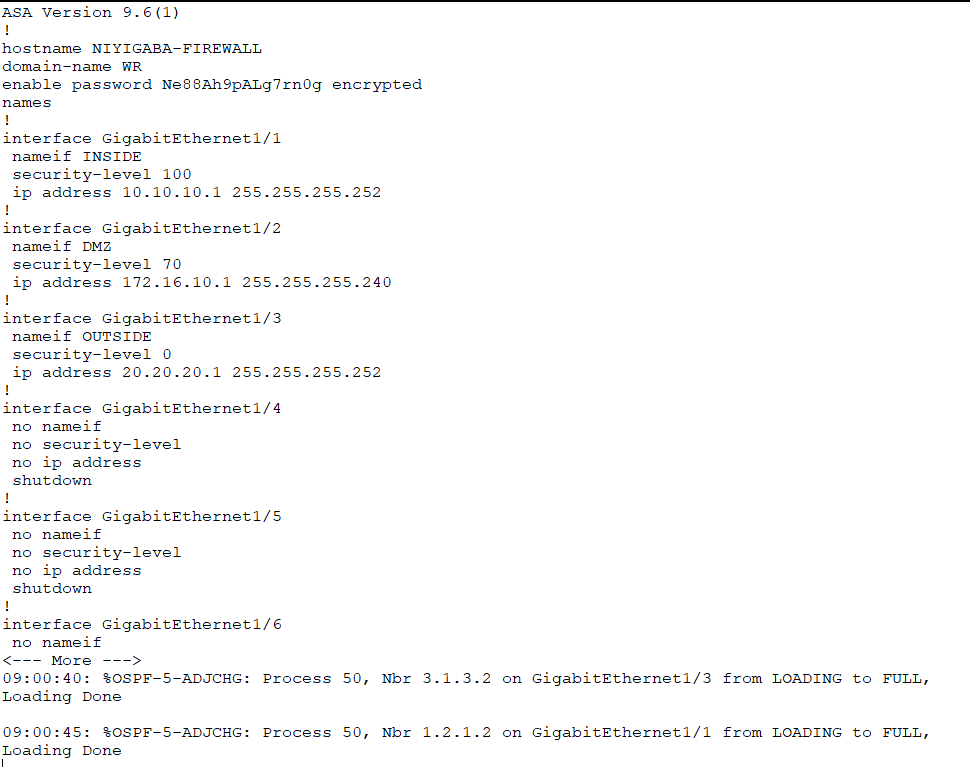 ASA Version 9.6(1)
!
hostname NIYIGABA-FIREWALL
domain-name WR
enable password Ne88Ah9pALg7rn0g encrypted
names
!
interface GigabitEthernet1/1
 nameif INSIDE
 security-level 100
 ip address 10.10.10.1 255.255.255.252
!
interface GigabitEthernet1/2
 nameif DMZ
 security-level 70
 ip address 172.16.10.1 255.255.255.240
!
interface GigabitEthernet1/3
 nameif OUTSIDE
 security-level 0
 ip address 20.20.20.1 255.255.255.252
!
interface GigabitEthernet1/4
 no nameif
 no security-level
 no ip address
 shutdown
!
interface GigabitEthernet1/5
 no nameif
 no security-level
 no ip address
 shutdown
!
interface GigabitEthernet1/6
 no nameif
<--- More --->
09:00:40: %OSPF-5-ADJCHG: Process 50, Nbr 3.1.3.2 on GigabitEthernet1/3 from LOADING to FULL,
Loading Done
09:00:45: %OSPF-5-ADJCHG: Process 50, Nbr 1.2.1.2 on GigabitEthernet1/1 from LOADING to FULL,
Loading Done